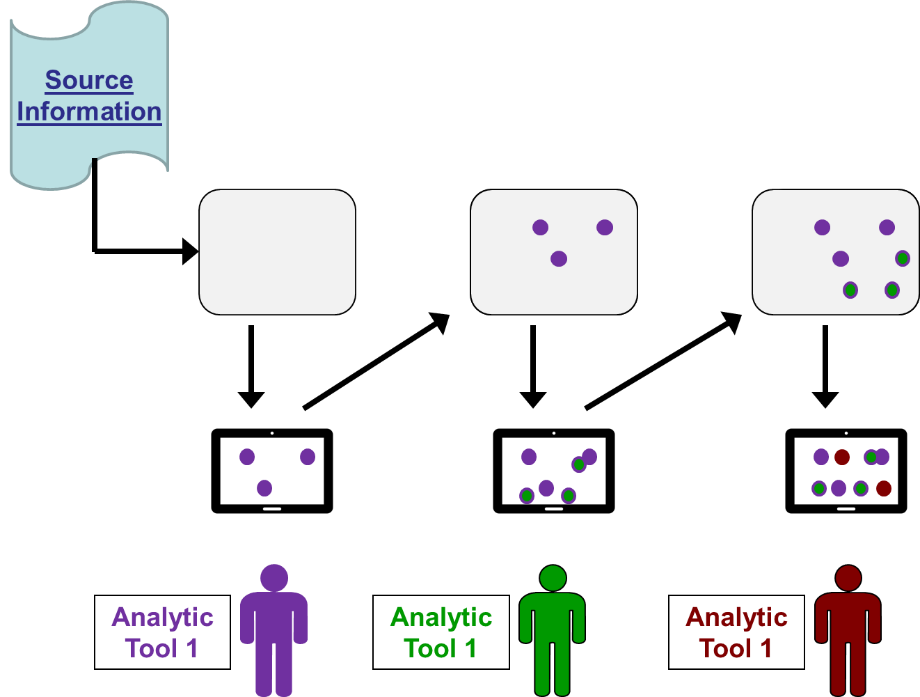 Source
Information
Analytic
Tool 1
Analytic
Tool 1
Analytic
Tool 1